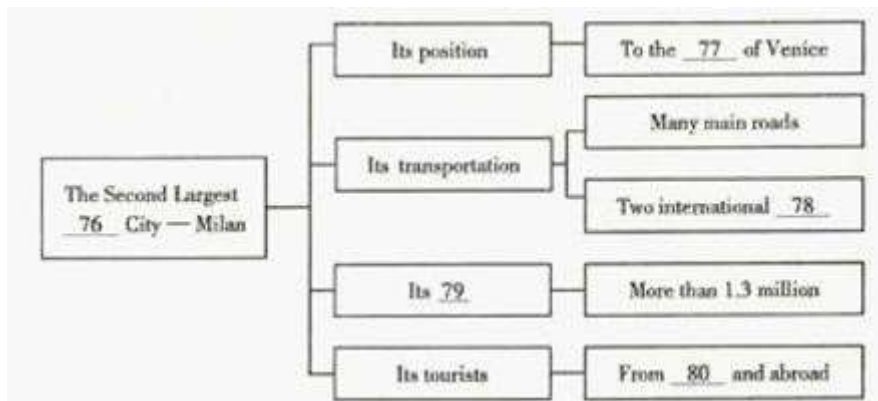 The Second Largest
76 City — Milan
Its position
To the 77 of Venice
Its transportation
Many main roads
Two international 78
Its 79
More than 1.3 million
Its tourists
From 80 and abroad